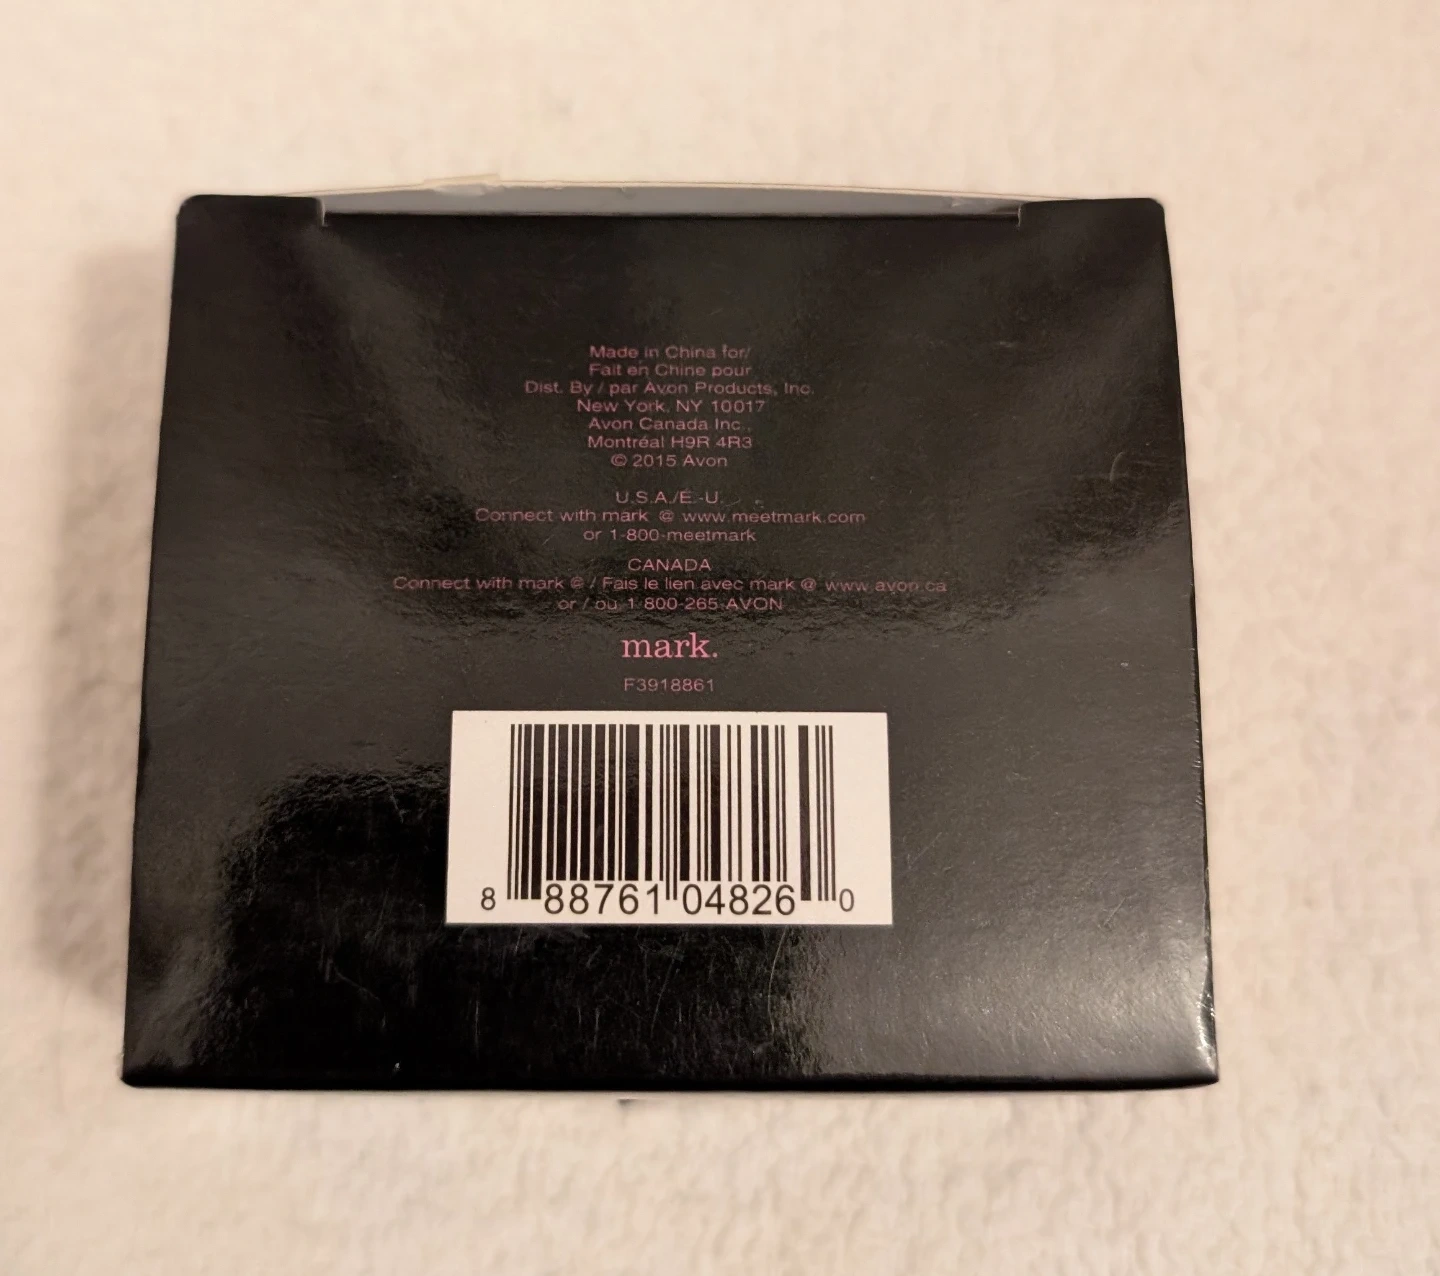 Made in China for/
Fait en Chine pour
Dist. By / par Avon Products, Inc.
New York, NY 10017
Avon Canada Inc.,
Montréal H9R 4R3
© 2015 Avon
U.S.A./É.-U.
Connect with mark @ www.meetmark.com
or 1-800-meetmark
CANADA
Connect with mark @ / Fais le lien avec mark @ www.avon.ca
or / ou 1 800-265-AVON
mark.
F3918861
8 88761 04826 0